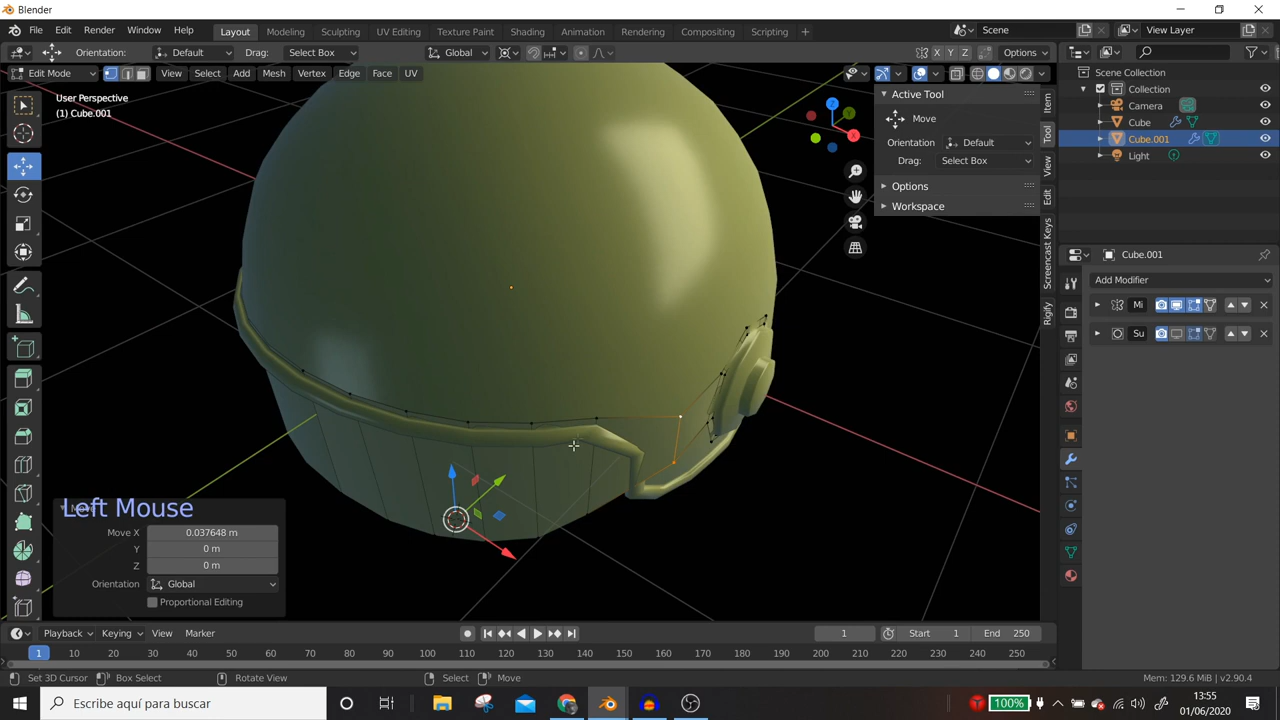 Blender
File Edit Render Window Help Layout Modeling Sculpting UV Editing Texture Paint Shading Animation Rendering Compositing Scripting + Scene View Layer
Orientation: Default Drag: Select Box Global X Y Z Options
Edit Mode View Select Add Mesh Vertex Edge Face UV
Scene Collection
Collection
Camera
Cube
Cube.001
Light
User Perspective
(1) Cube.001
Active Tool
Move
Orientation Default
Drag: Select Box
Options
Workspace
Item
Tool
View
Edit
Screencast Keys
Rigify
Cube.001
Add Modifier
Mi
Su
Left Mouse
Move X 0.037648 m
Y 0 m
Z 0 m
Orientation Global
Proportional Editing
Playback Keying View Marker 1 Start 1 End 250
1 10 20 30 40 50 60 70 80 90 100 110 120 130 140 150 160 170 180 190 200 210 220 230 240 250
Set 3D Cursor Box Select Rotate View Select Move Mem: 129.6 MiB | v2.90.4
Escribe aquí para buscar
100%
13:55
01/06/2020